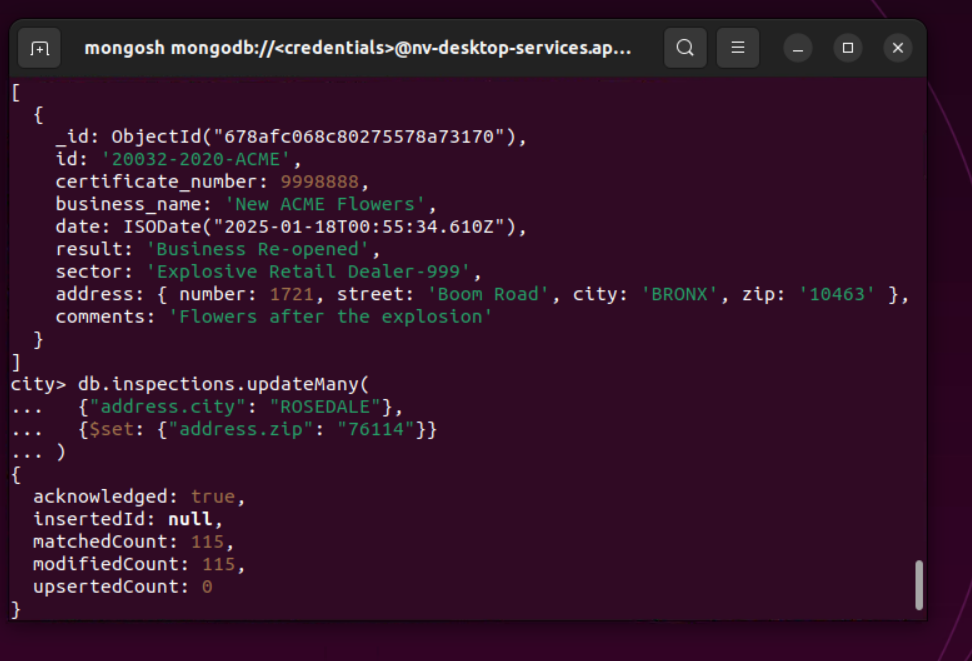 mongosh mongodb://<credentials>@nv-desktop-services.ap...
[
  {
    _id: ObjectId("678afc068c80275578a73170"),
    id: '20032-2020-ACME',
    certificate_number: 9998888,
    business_name: 'New ACME Flowers',
    date: ISODate("2025-01-18T00:55:34.610Z"),
    result: 'Business Re-opened',
    sector: 'Explosive Retail Dealer-999',
    address: { number: 1721, street: 'Boom Road', city: 'BRONX', zip: '10463' },
    comments: 'Flowers after the explosion'
  }
]
city> db.inspections.updateMany(
...   {"address.city": "ROSEDALE"},
...   {$set: {"address.zip": "76114"}}
... )
{
  acknowledged: true,
  insertedId: null,
  matchedCount: 115,
  modifiedCount: 115,
  upsertedCount: 0
}